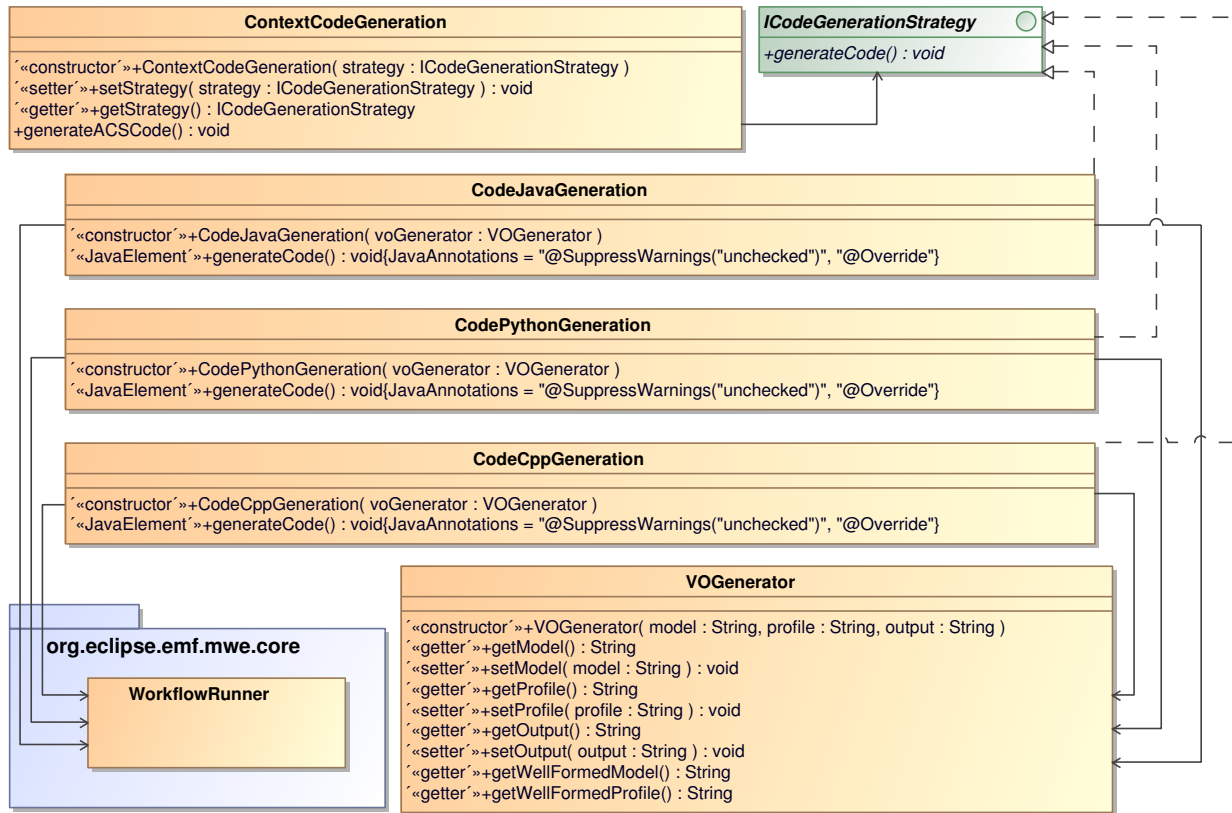 ContextCodeGeneration
´«constructor´»+ContextCodeGeneration( strategy : ICodeGenerationStrategy )
´«setter´»+setStrategy( strategy : ICodeGenerationStrategy ) : void
´«getter´»+getStrategy() : ICodeGenerationStrategy
+generateACSCode() : void
ICodeGenerationStrategy
+generateCode() : void
CodeJavaGeneration
´«constructor´»+CodeJavaGeneration( voGenerator : VOGenerator )
´«JavaElement´»+generateCode() : void{JavaAnnotations = "@SuppressWarnings("unchecked")", "@Override"}
CodePythonGeneration
´«constructor´»+CodePythonGeneration( voGenerator : VOGenerator )
´«JavaElement´»+generateCode() : void{JavaAnnotations = "@SuppressWarnings("unchecked")", "@Override"}
CodeCppGeneration
´«constructor´»+CodeCppGeneration( voGenerator : VOGenerator )
´«JavaElement´»+generateCode() : void{JavaAnnotations = "@SuppressWarnings("unchecked")", "@Override"}
org.eclipse.emf.mwe.core
WorkflowRunner
VOGenerator
´«constructor´»+VOGenerator( model : String, profile : String, output : String )
´«getter´»+getModel() : String
´«setter´»+setModel( model : String ) : void
´«getter´»+getProfile() : String
´«setter´»+setProfile( profile : String ) : void
´«getter´»+getOutput() : String
´«setter´»+setOutput( output : String ) : void
´«getter´»+getWellFormedModel() : String
´«getter´»+getWellFormedProfile() : String